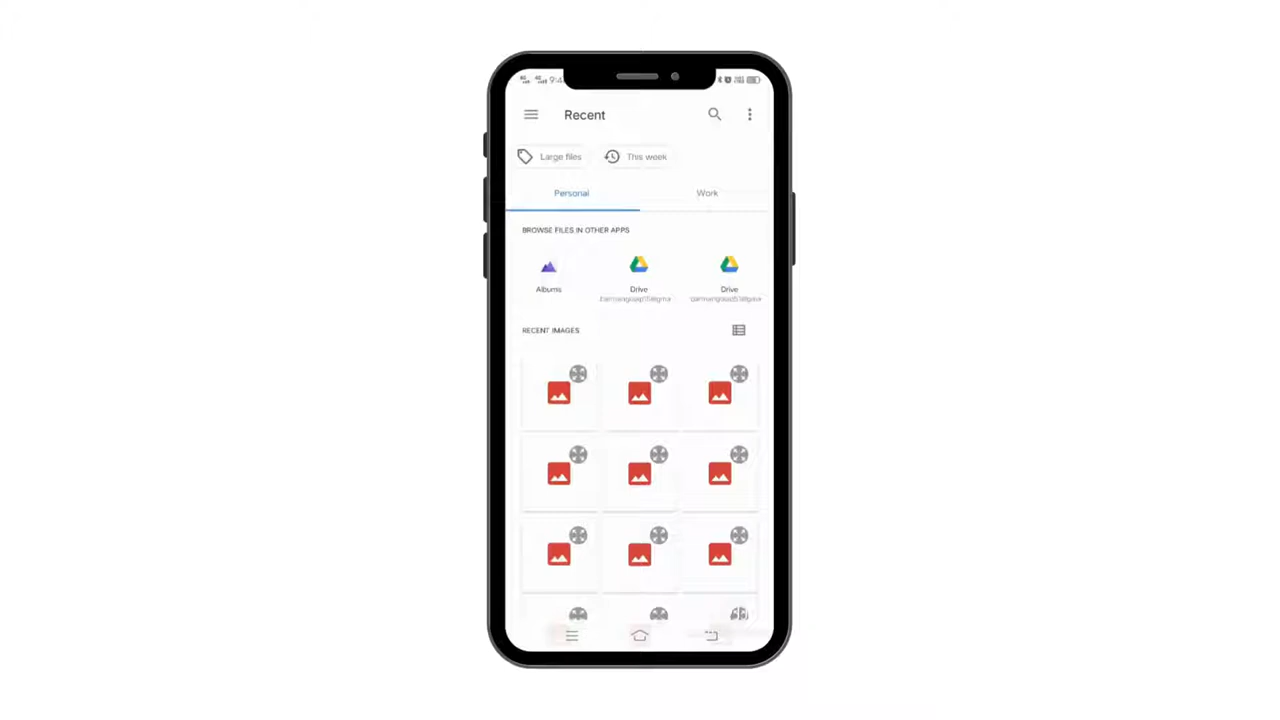 Recent
Large files
This week
Personal
Work
BROWSE FILES IN OTHER APPS
Albums
Drive
Drive
RECENT IMAGES